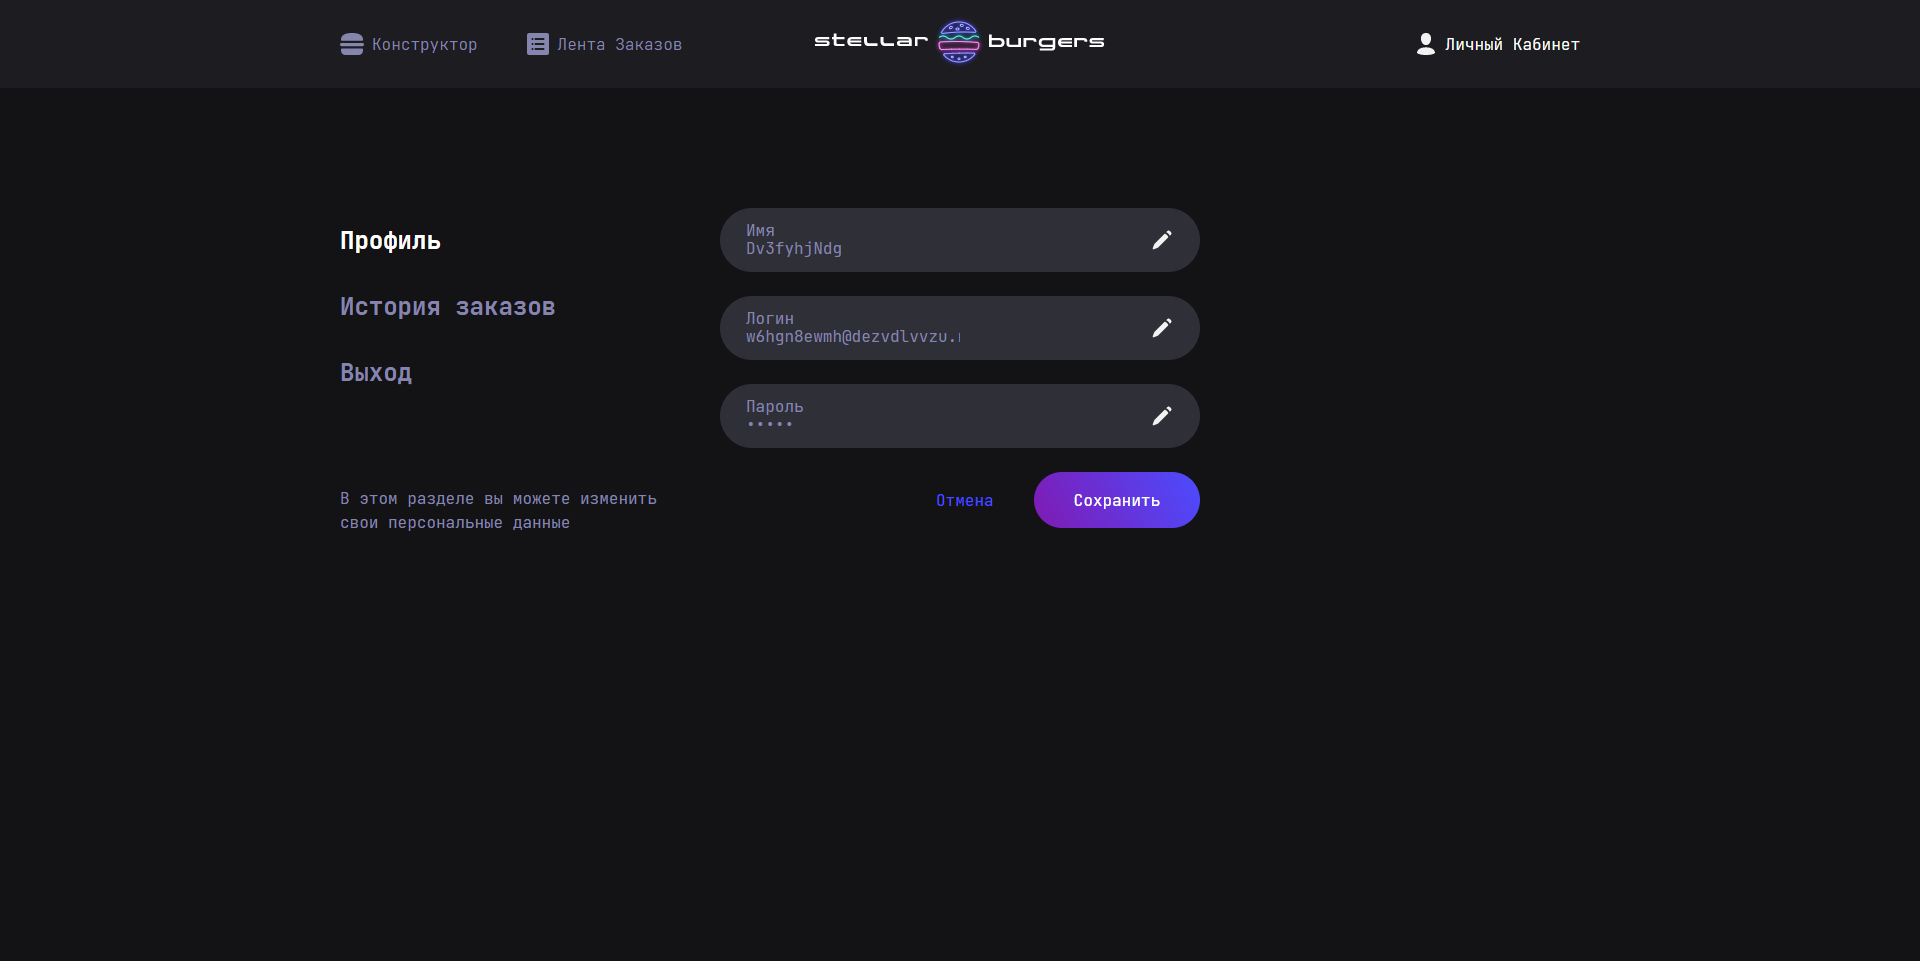 Конструктор
Лента Заказов
stellar burgers
Личный Кабинет
Профиль
История заказов
Выход
В этом разделе вы можете изменить
свои персональные данные
Имя
Dv3fyhjNdg
Логин
w6hgn8ewmh@dezvdlvvzu.
Пароль
•••••
Отмена
Сохранить